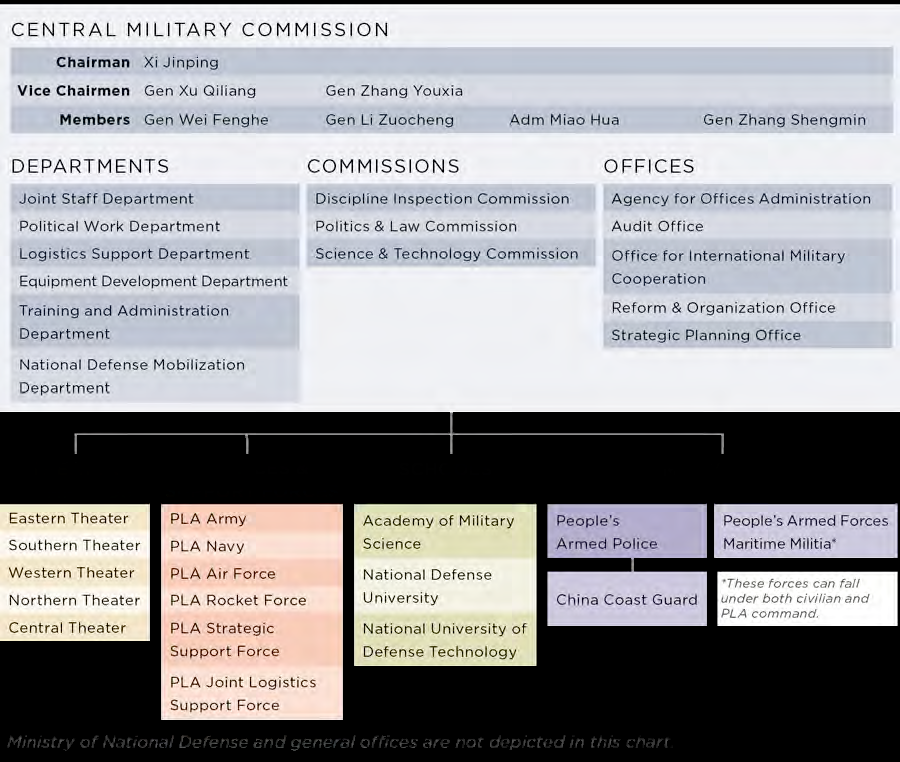 CENTRAL MILITARY COMMISSION
Chairman Xi Jinping
Vice Chairmen Gen Xu Qiliang Gen Zhang Youxia
Members Gen Wei Fenghe Gen Li Zuocheng Adm Miao Hua Gen Zhang Shengmin
DEPARTMENTS
Joint Staff Department
Political Work Department
Logistics Support Department
Equipment Development Department
Training and Administration
Department
National Defense Mobilization
Department
COMMISSIONS
Discipline Inspection Commission
Politics & Law Commission
Science & Technology Commission
OFFICES
Agency for Offices Administration
Audit Office
Office for International Military
Cooperation
Reform & Organization Office
Strategic Planning Office
Eastern Theater
Southern Theater
Western Theater
Northern Theater
Central Theater
PLA Army
PLA Navy
PLA Air Force
PLA Rocket Force
PLA Strategic
Support Force
PLA Joint Logistics
Support Force
Academy of Military
Science
National Defense
University
National University of
Defense Technology
People's
Armed Police
China Coast Guard
People's Armed Forces
Maritime Militia*
*These forces can fall
under both civilian and
PLA command.
Ministry of National Defense and general offices are not depicted in this chart.